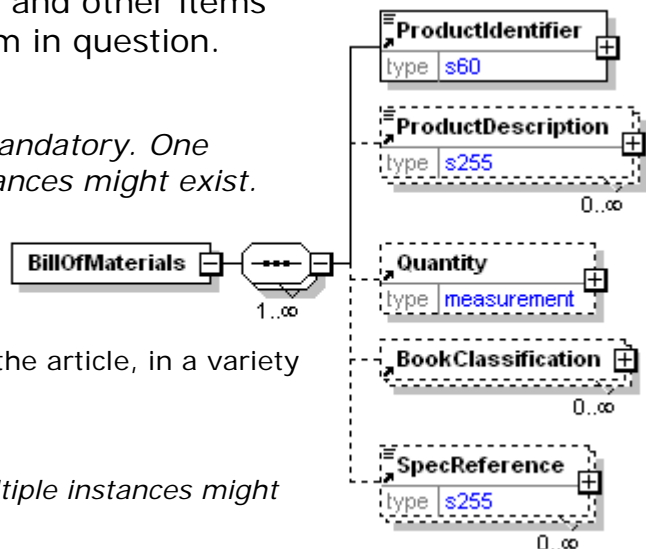 and other items
m in question.
andatory. One
ances might exist.
the article, in a variety
ltiple instances might
BillOfMaterials
1..∞
ProductIdentifier
type s60
ProductDescription
type s255
0..∞
Quantity
type measurement
BookClassification
0..∞
SpecReference
type s255
0..∞